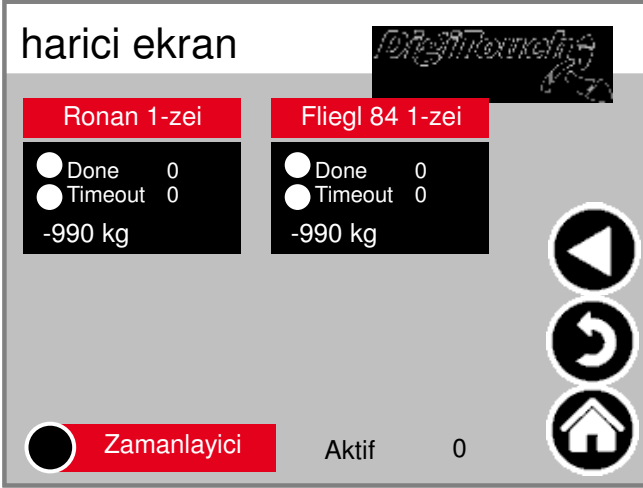 harici ekran
DigiTouch
Ronan 1-zei
Done 0
Timeout 0
-990 kg
Fliegl 84 1-zei
Done 0
Timeout 0
-990 kg
Zamanlayici
Aktif 0